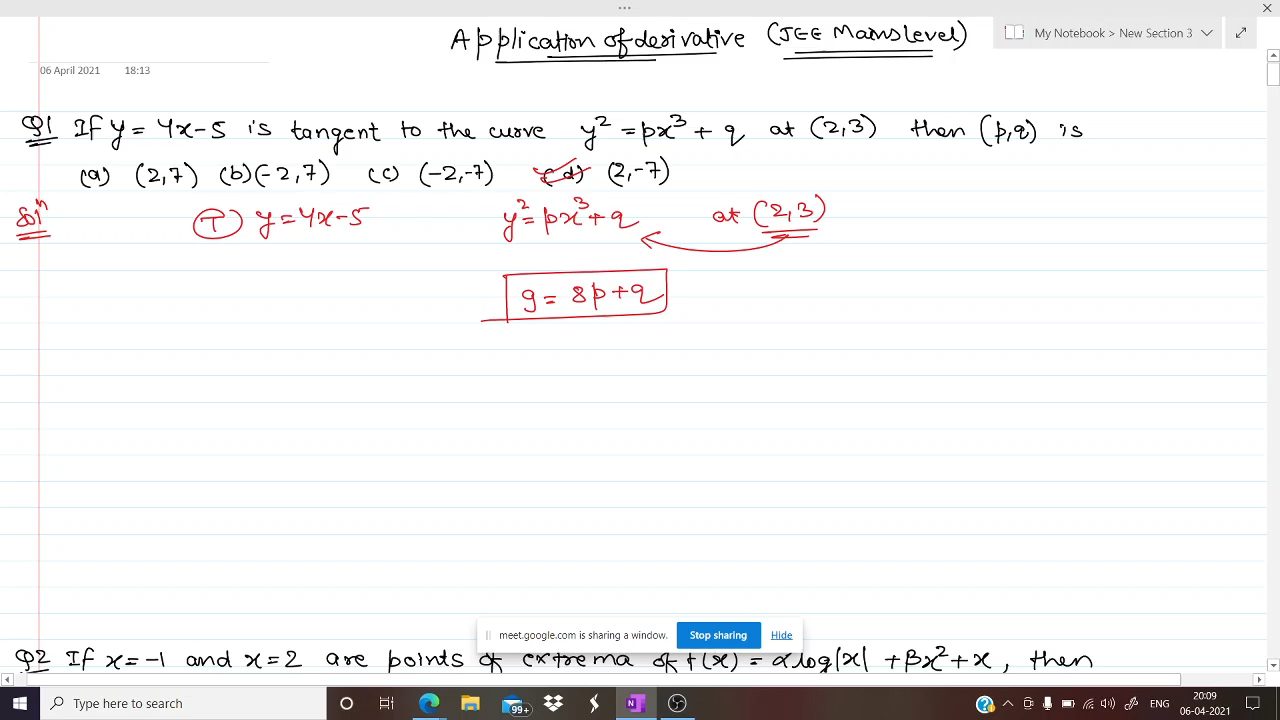 Application of derivative (JEE Mains level)
My Notebook > New Section 3
06 April 2021 18:13
Q1 If y = 4x - 5 is tangent to the curve y² = px³ + q at (2,3) then (p,q) is
(a) (2,7) (b) (-2,7) (c) (-2,-7) (d) (2,-7)
Solⁿ (T) y = 4x - 5 y² = px³ + q at (2,3)
9 = 8p + q
meet.google.com is sharing a window. Stop sharing Hide
Q2 If x = -1 and x = 2 are points of extrema of f(x) = α log|x| + βx² + x, then
Type here to search
99+
ENG
20:09
06-04-2021